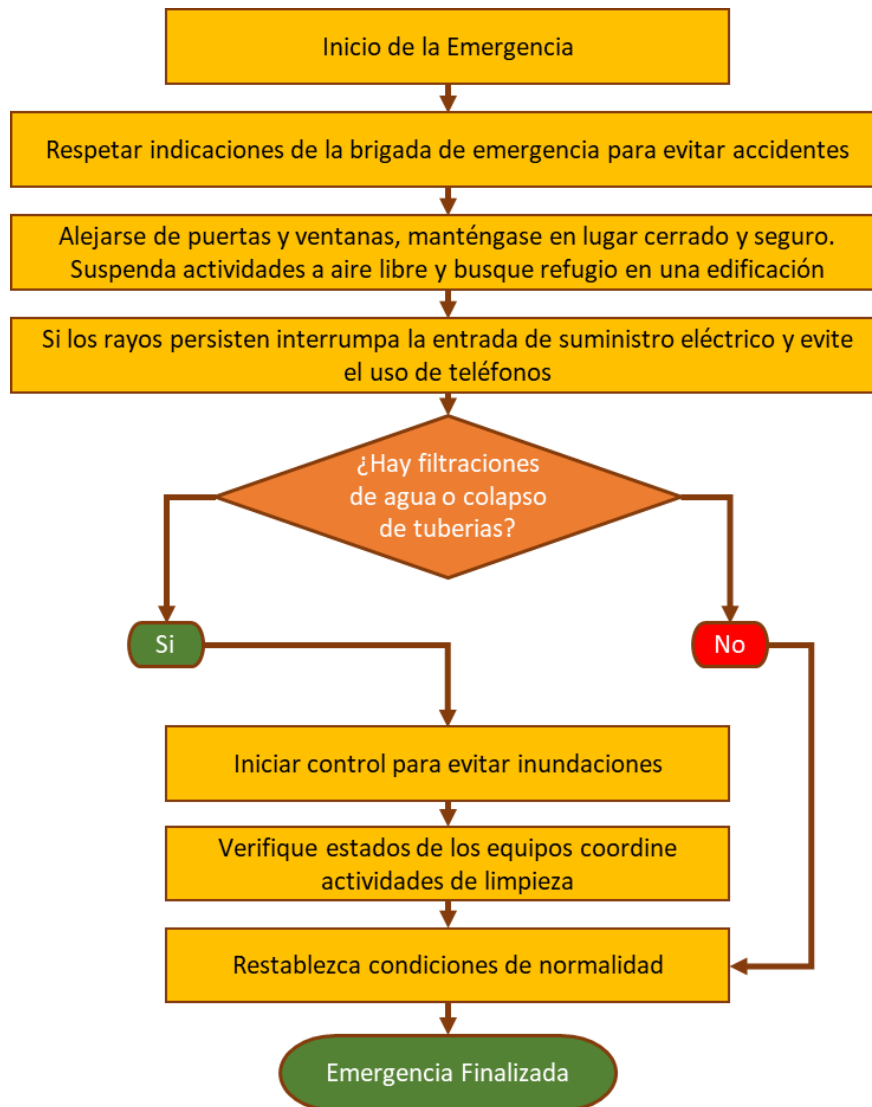 Inicio de la Emergencia
Respetar indicaciones de la brigada de emergencia para evitar accidentes
Alejarse de puertas y ventanas, manténgase en lugar cerrado y seguro.
Suspenda actividades a aire libre y busque refugio en una edificación
Si los rayos persisten interrumpa la entrada de suministro eléctrico y evite
el uso de teléfonos
¿Hay filtraciones
de agua o colapso
de tuberias?
Si
No
Iniciar control para evitar inundaciones
Verifique estados de los equipos coordine
actividades de limpieza
Restablezca condiciones de normalidad
Emergencia Finalizada